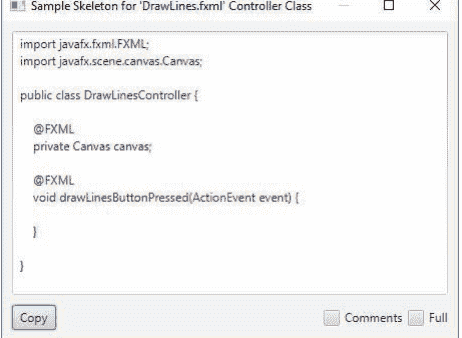 Sample Skeleton for 'DrawLines.fxml' Controller Class
import javafx.fxml.FXML;
import javafx.scene.canvas.Canvas;
public class DrawLinesController {
@FXML
private Canvas canvas;
@FXML
void drawLinesButtonPressed(ActionEvent event) {
}
}
Copy
Comments
Full